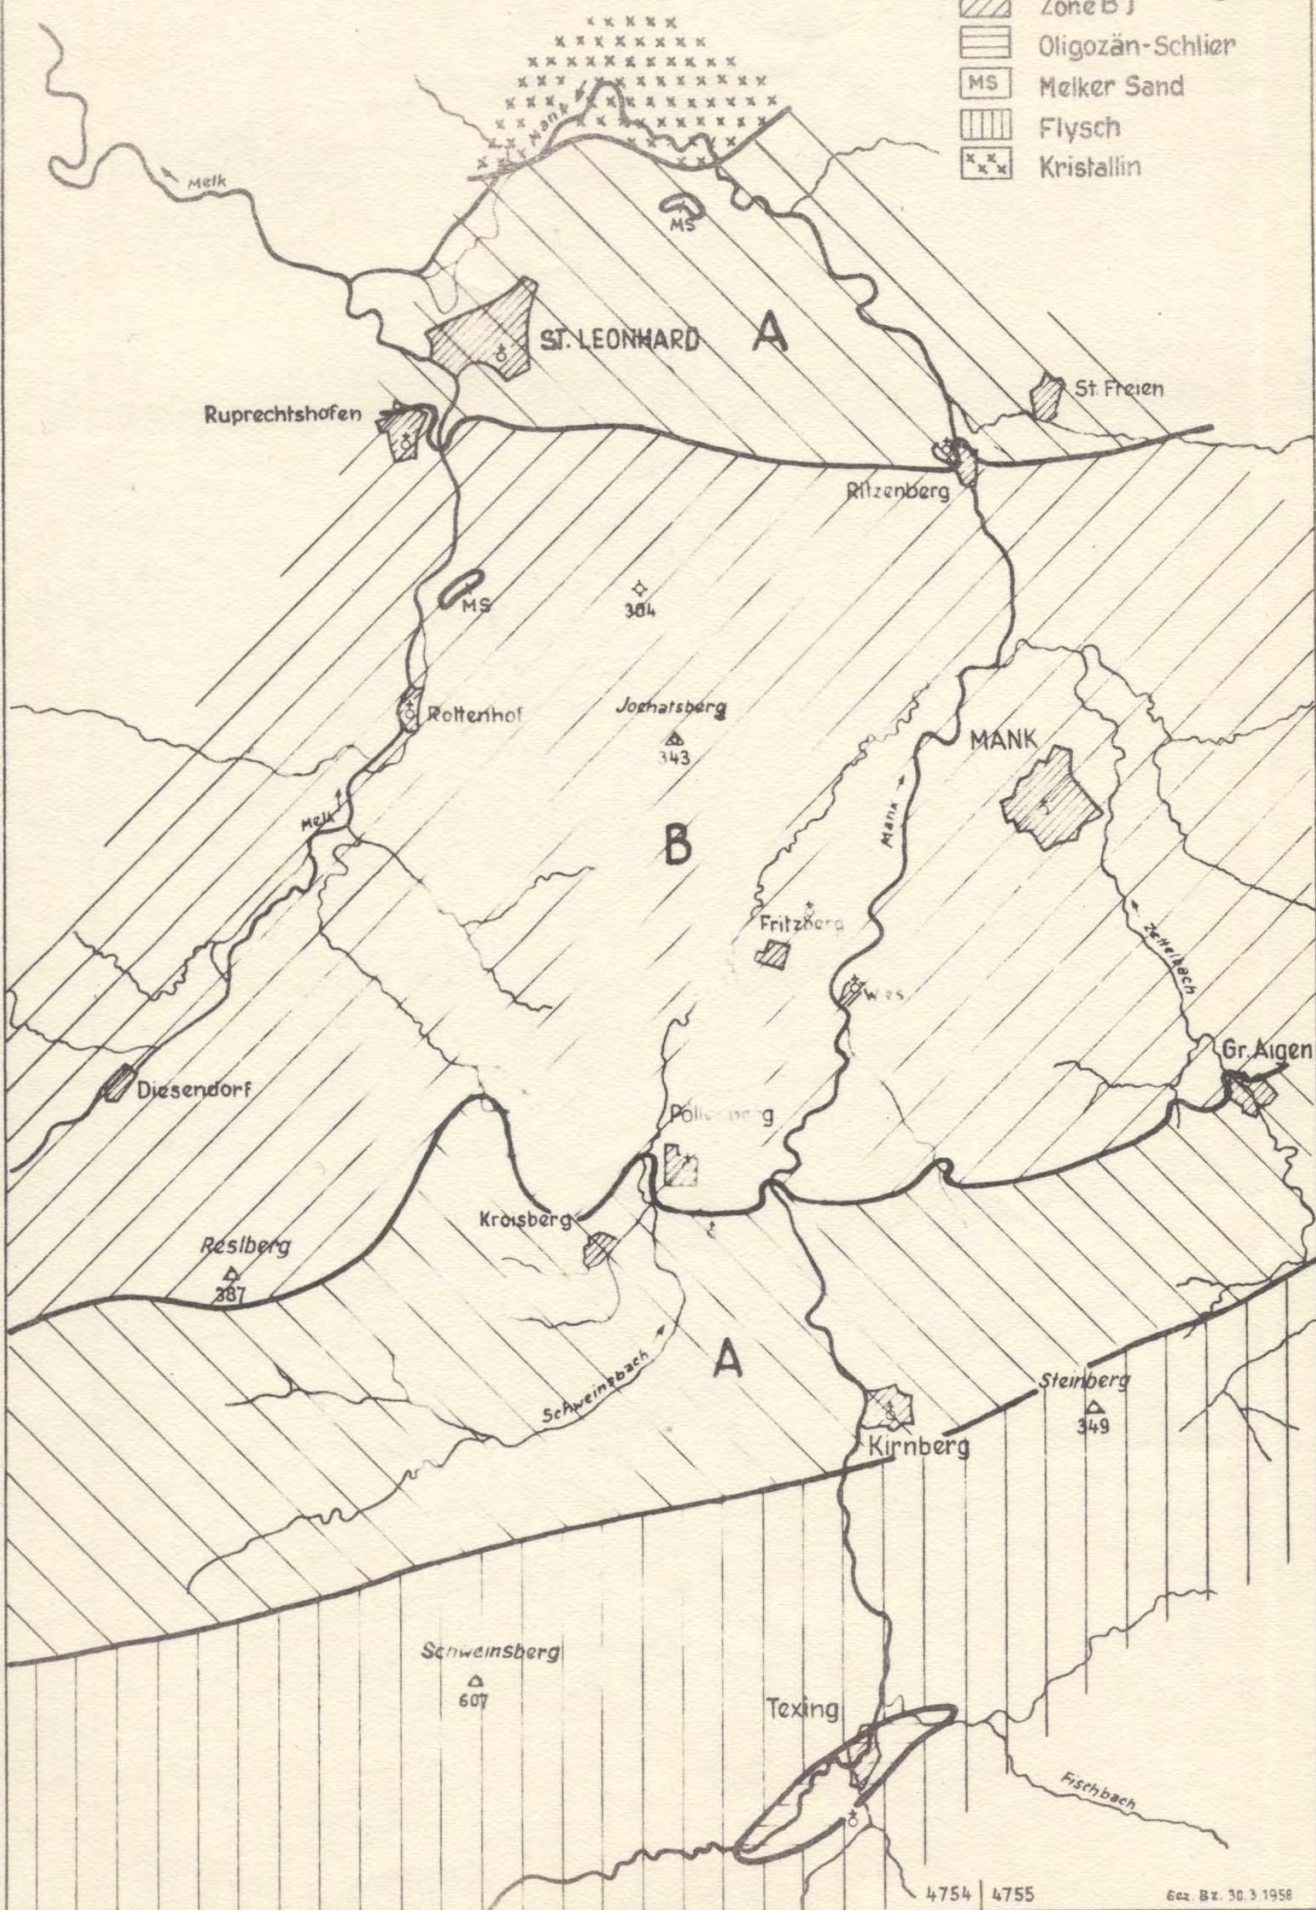 Zone B
Oligozän-Schlier
MS Melker Sand
Flysch
Kristallin
Mank
Melk
MS
ST. LEONHARD
A
St. Freien
Ruprechtshofen
Ritzenberg
MS
304
Rottenhof
Jochatsberg
343
MANK
Melk
Mank
B
Fritzberg
Zettelbach
Wies
Gr. Aigen
Diesendorf
Kroisberg
Reslberg
387
A
Schweinzbach
Steinberg
349
Kirnberg
Schweinsberg
607
Texing
Fischbach
4754 | 4755
Gez. Bz. 30.3.1958